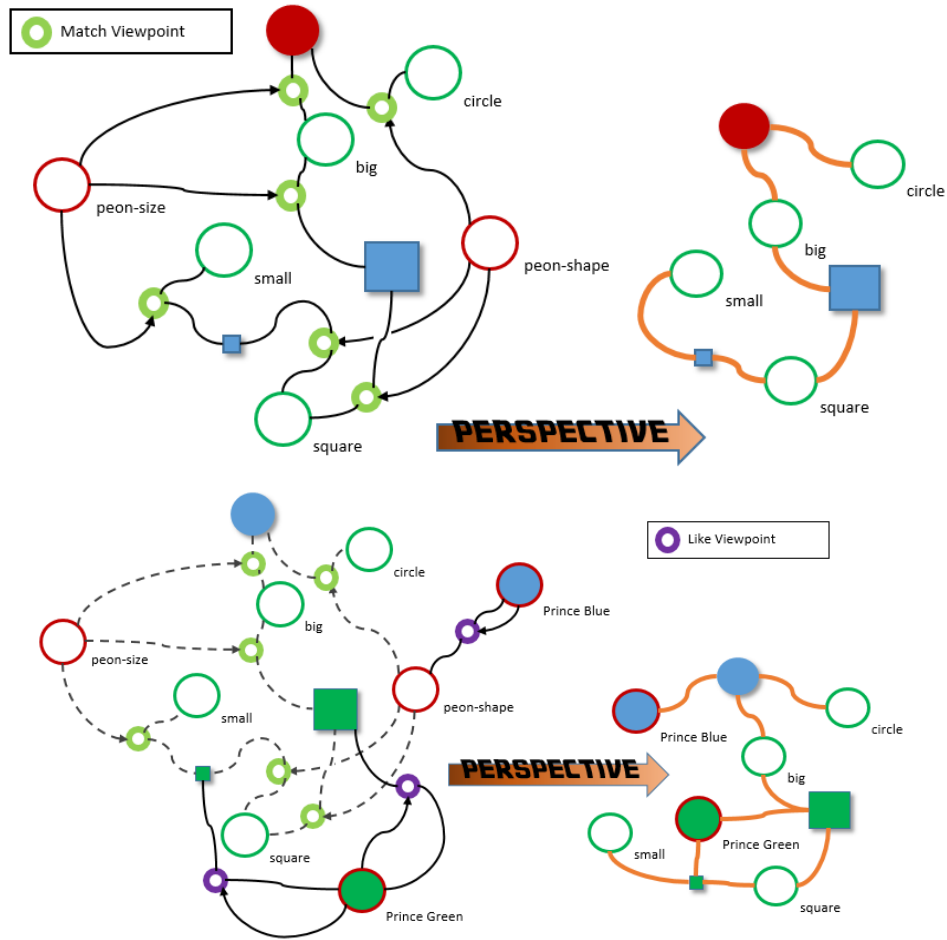 Match Viewpoint
circle
big
peon-size
small
peon-shape
square
circle
big
small
square
PERSPECTIVE
circle
big
peon-size
small
peon-shape
square
Prince Blue
Prince Green
Like Viewpoint
PERSPECTIVE
Prince Blue
circle
big
Prince Green
small
square